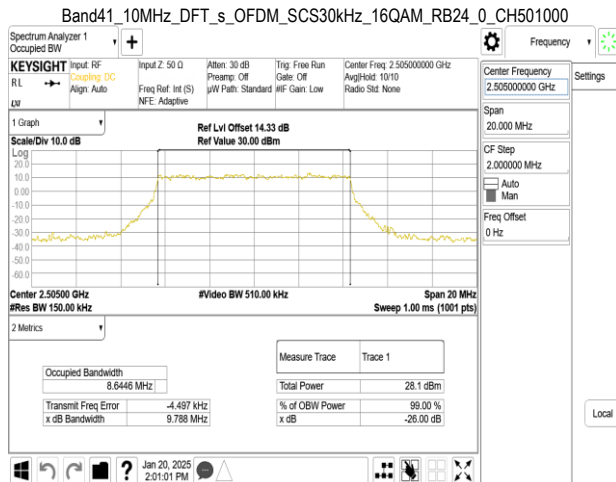 Band41_10MHz_DFT_s_OFDM_SCS30kHz_16QAM_RB24_0_CH501000
Spectrum Analyzer 1
Occupied BW
Frequency
KEYSIGHT Input: RF Input Z: 50 Ω Atten: 30 dB Trig: Free Run Center Freq: 2.505000000 GHz
RL Coupling: DC Preamp: Off Gate: Off Avg|Hold: 10/10
Align: Auto Freq Ref: Int (S) µW Path: Standard #IF Gain: Low Radio Std: None
LXI NFE: Adaptive
Center Frequency
2.505000000 GHz
Settings
Span
20.000 MHz
CF Step
2.000000 MHz
Auto
Man
Freq Offset
0 Hz
1 Graph
Ref Lvl Offset 14.33 dB
Scale/Div 10.0 dB Ref Value 30.00 dBm
Log
20.0
10.0
0.00
-10.0
-20.0
-30.0
-40.0
-50.0
-60.0
Center 2.50500 GHz #Video BW 510.00 kHz Span 20 MHz
#Res BW 150.00 kHz Sweep 1.00 ms (1001 pts)
2 Metrics
Measure Trace Trace 1
Occupied Bandwidth
8.6446 MHz Total Power 28.1 dBm
Transmit Freq Error -4.497 kHz % of OBW Power 99.00 %
x dB Bandwidth 9.788 MHz x dB -26.00 dB
Local
Jan 20, 2025
2:01:01 PM